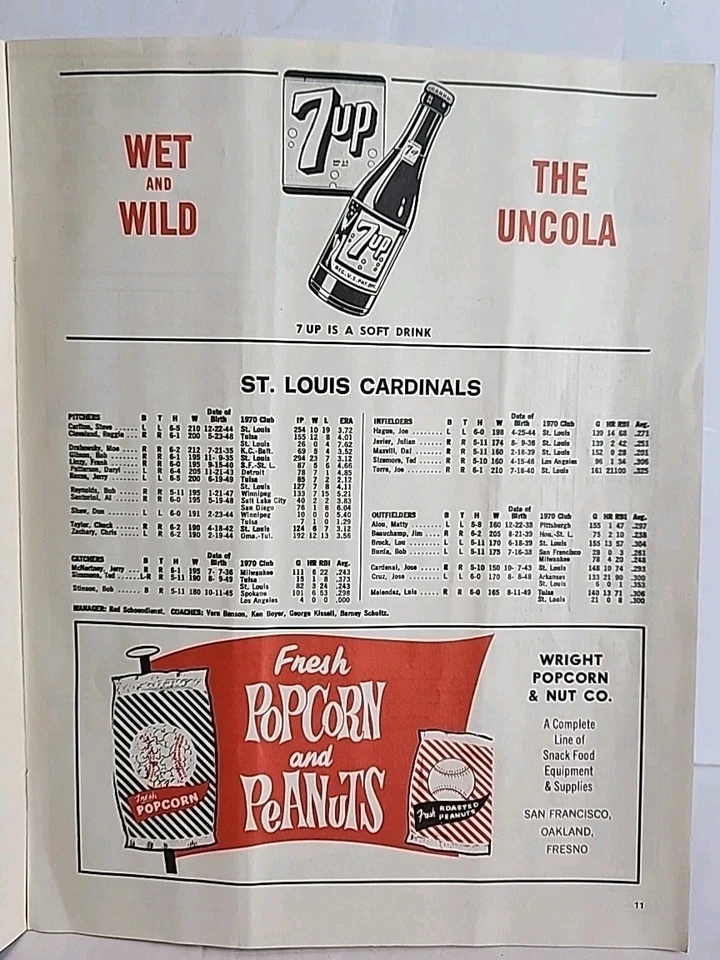 WET
AND
WILD
7up
7up
7up
REG. U.S. PAT. OFF.
THE
UNCOLA
7 UP IS A SOFT DRINK
ST. LOUIS CARDINALS
PITCHERS B T H W Date of Birth 1970 Club IP W L ERA
Carlton, Steve L L 6-5 210 12-22-44 St. Louis 254 10 19 3.72
Cleveland, Reggie R R 6-1 200 5-23-48 Tulsa 155 12 8 4.01
St. Louis 26 0 4 7.62
Drabowsky, Moe R R 6-2 212 7-21-35 K.C.-Balt. 69 5 4 3.52
Gibson, Bob R R 6-1 195 11- 9-35 St. Louis 294 23 7 3.12
Linzy, Frank R R 6-0 195 9-15-40 S.F.-St. L. 87 5 6 4.66
Patterson, Daryl 200 11-21-43 Detroit 78 7 1 4.85
Reuss, Jerry L L 6-5 200 6-19-49 Tulsa 85 7 2 2.12
St. Louis 127 7 8 4.11
Reynolds, Bob R R 5-11 195 1-21-47 Winnipeg 133 7 15 5.21
Santorini, Al R R 6-0 195 5-19-48 Salt Lake City 40 2 2 3.83
San Diego 76 1 8 6.04
Shaw, Don L L 6-0 191 2-23-44 Winnipeg 10 0 0 5.40
Tulsa 7 1 0 1.29
Taylor, Chuck R R 6-2 190 4-18-42 St. Louis 124 6 7 3.12
Zachary, Chris L R 6-2 190 2-19-44 Oma.-Tul. 192 12 13 3.56
CATCHERS B T H W Date of Birth 1970 Club G HR RBI Avg.
McNertney, Jerry R R 6-1 195 7- 7-36 Milwaukee 111 6 22 .243
Simmons, Ted L-R R 5-11 190 8- 9-49 Tulsa 15 1 8 .373
St. Louis 82 3 24 .243
Stinson, Bob B R 5-11 180 10-11-45 Spokane 101 6 53 .298
Los Angeles 4 0 0 .000
INFIELDERS B T H W Date of Birth 1970 Club G HR RBI Avg.
Hague, Joe L L 6-0 198 4-25-44 St. Louis 139 14 68 .271
Javier, Julian R R 5-11 174 8- 9-36 St. Louis 139 2 42 .251
Maxvill, Dal R R 5-11 160 2-18-39 St. Louis 152 0 28 .201
Sizemore, Ted R R 5-10 160 4-15-46 Los Angeles 96 1 34 .306
Torre, Joe R R 6-1 210 7-18-40 St. Louis 161 21 100 .325
OUTFIELDERS B T H W Date of Birth 1970 Club G HR RBI Avg.
Alou, Matty L L 5-8 160 12-22-38 Pittsburgh 155 1 47 .297
Beauchamp, Jim R R 6-2 205 8-21-39 Hou.-St. L. 75 2 10 .238
Brock, Lou L L 5-11 170 6-18-39 St. Louis 155 13 57 .304
Burda, Bob L L 5-11 175 7-16-38 San Francisco 28 0 3 .261
Milwaukee 78 4 20 .248
Cardenal, Jose R R 5-10 150 10- 7-43 St. Louis 148 10 74 .293
Cruz, Jose L L 6-0 170 8- 8-48 Arkansas 133 21 90 .300
St. Louis 6 0 1 .353
Melendez, Luis R R 6-0 165 8-11-49 Tulsa 140 13 71 .306
St. Louis 21 0 8 .300
MANAGER: Red Schoendienst. COACHES: Vern Benson, Ken Boyer, George Kissell, Barney Schultz.
Fresh
POPCORN
and
PEANUTS
Fresh
POPCORN
Fresh ROASTED
PEANUTS
WRIGHT
POPCORN
& NUT CO.
A Complete
Line of
Snack Food
Equipment
& Supplies
SAN FRANCISCO,
OAKLAND,
FRESNO
11